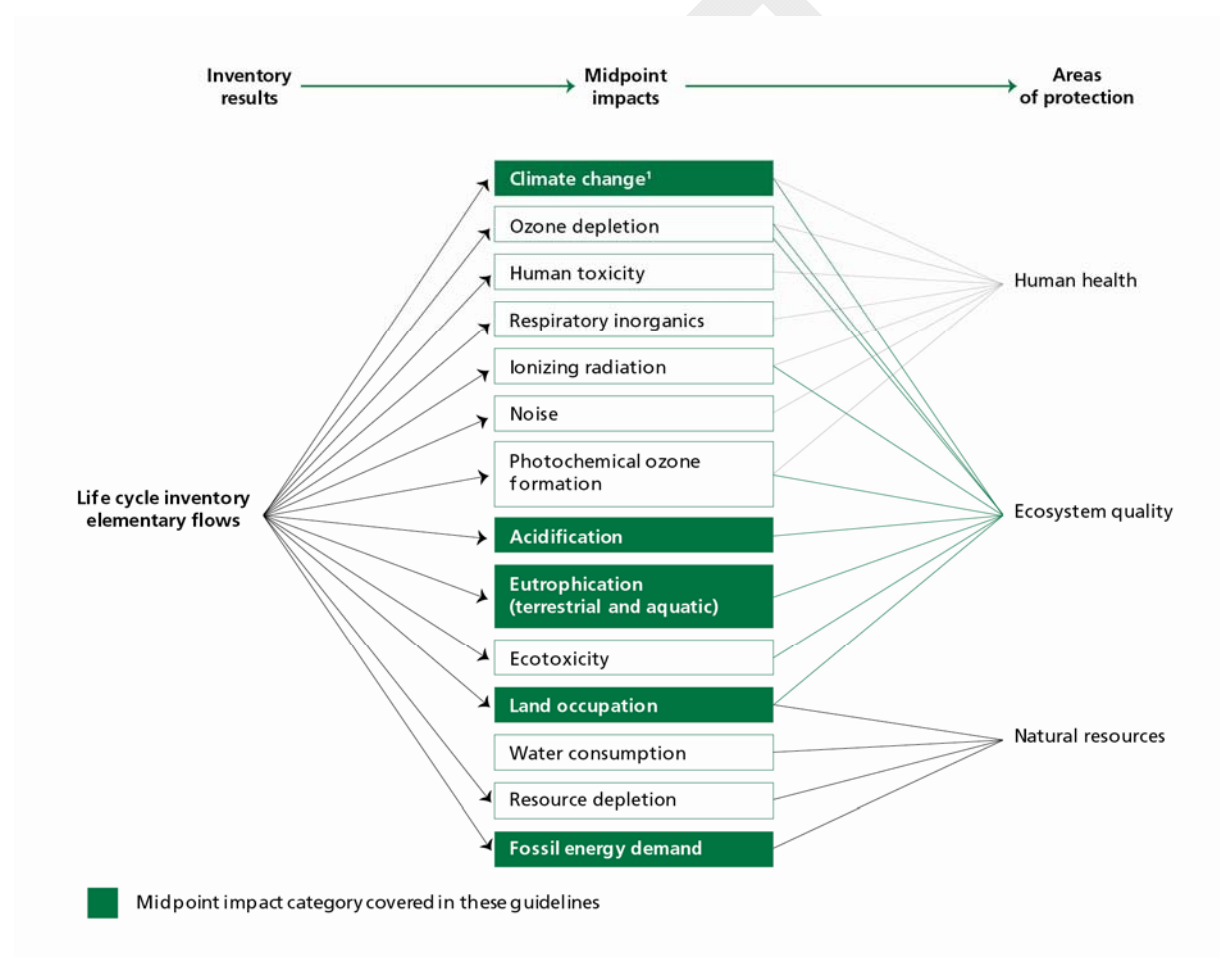 Inventory
results
Midpoint
impacts
Areas
of protection
Climate change¹
Ozone depletion
Human toxicity
Respiratory inorganics
Ionizing radiation
Noise
Photochemical ozone
formation
Acidification
Eutrophication
(terrestrial and aquatic)
Ecotoxicity
Land occupation
Water consumption
Resource depletion
Fossil energy demand
Life cycle inventory
elementary flows
Human health
Ecosystem quality
Natural resources
Midpoint impact category covered in these guidelines